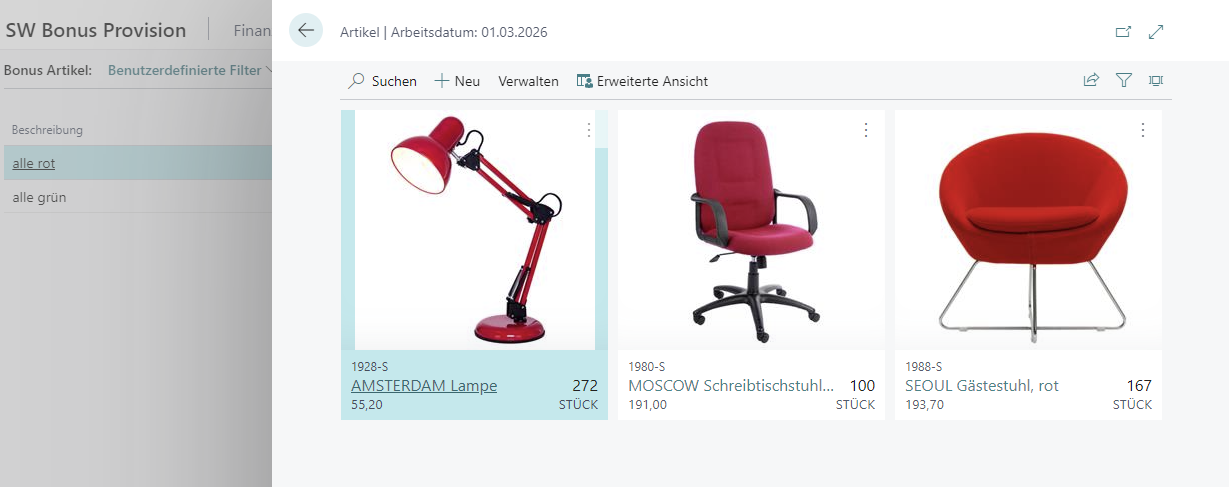 SW Bonus Provision
Finan
Bonus Artikel: Benutzerdefinierte Filter
Beschreibung
alle rot
alle grün
Artikel | Arbeitsdatum: 01.03.2026
Suchen Neu Verwalten Erweiterte Ansicht
1928-S
AMSTERDAM Lampe 272
55,20 STÜCK
1980-S
MOSCOW Schreibtischstuhl... 100
191,00 STÜCK
1988-S
SEOUL Gästestuhl, rot 167
193,70 STÜCK